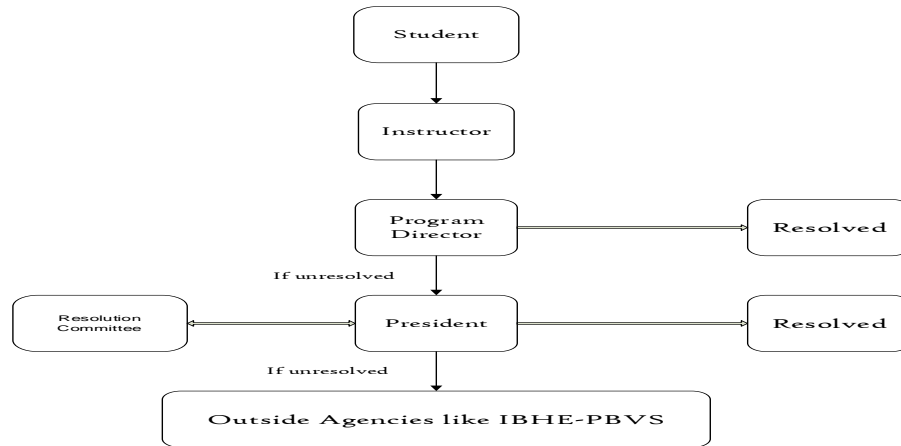 Student
Instructor
Program
Director
Resolved
If unresolved
Resolution
Committee
President
Resolved
If unresolved
Outside Agencies like IBHE-PBVS